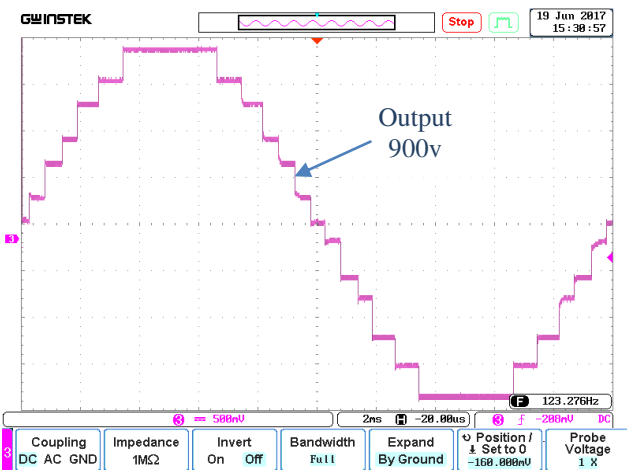 GWINSTEK
Stop
19 Jun 2017
15:30:57
Output
900v
3
F 123.276Hz
3 500mV
2ms H -20.00us
3 -208mV DC
3
Coupling
DC AC GND
Impedance
1MΩ
Invert
On Off
Bandwidth
Full
Expand
By Ground
Position /
Set to 0
-160.000mV
Probe
Voltage
1 X